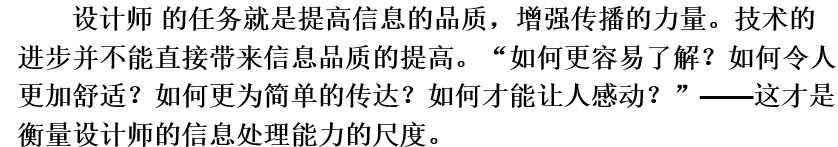 设计师 的任务就是提高信息的品质，增强传播的力量。技术的
进步并不能直接带来信息品质的提高。“如何更容易了解？如何令人
更加舒适？如何更为简单的传达？如何才能让人感动？”——这才是
衡量设计师的信息处理能力的尺度。